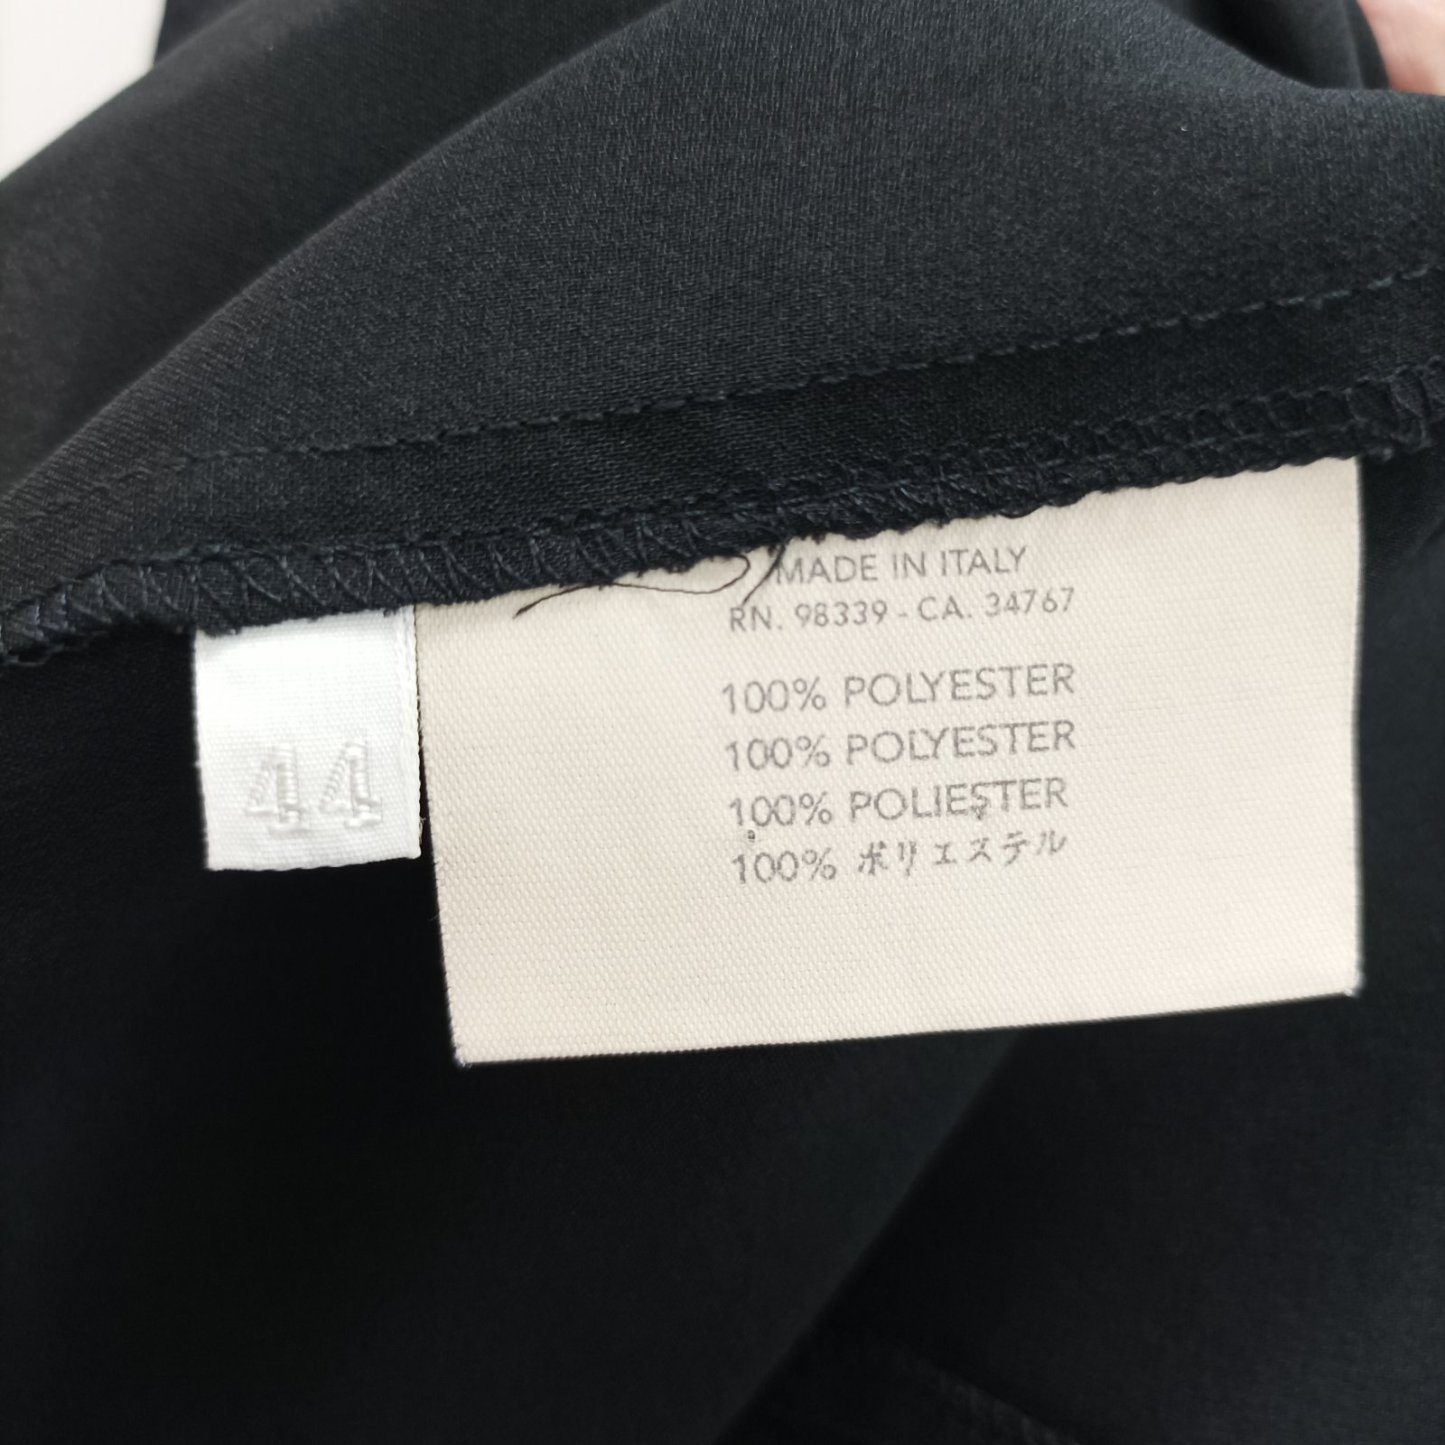 MADE IN ITALY
RN. 98339 - CA. 34767
100% POLYESTER
100% POLYESTER
100% POLIESTER
100% ポリエステル
44